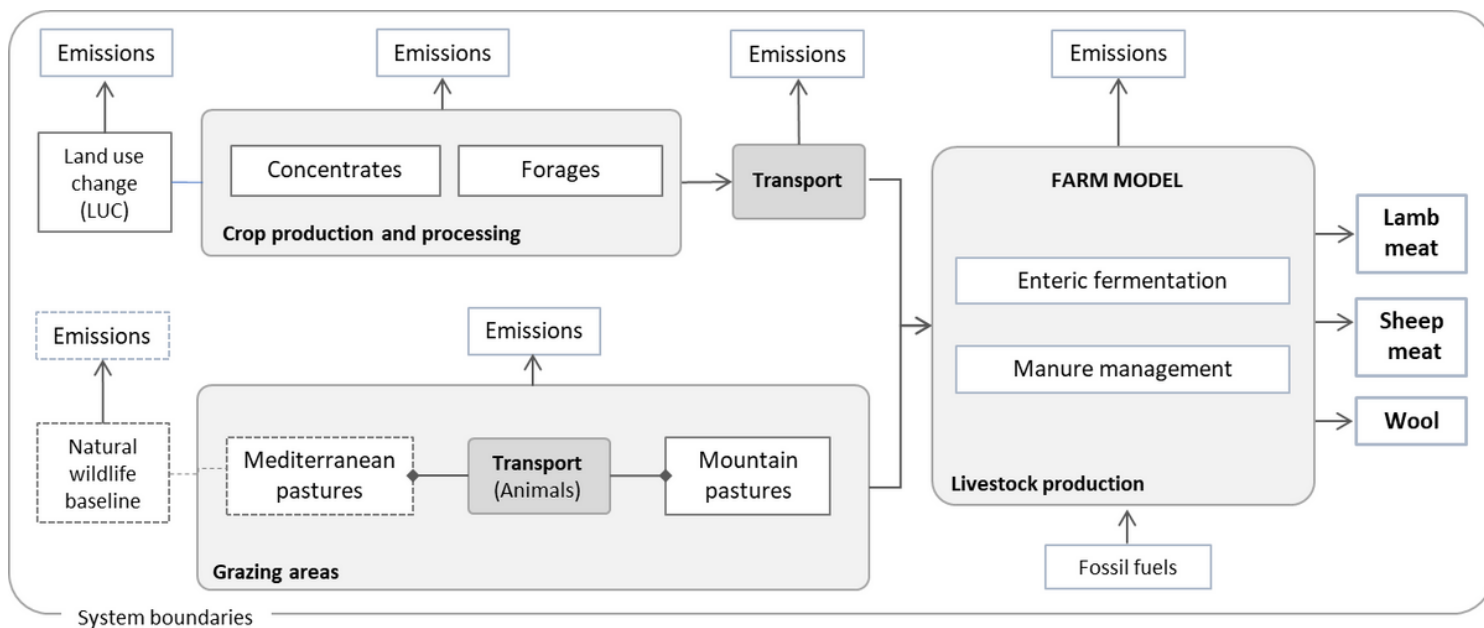 Emissions
Emissions
Emissions
Emissions
Land use
change
(LUC)
Concentrates
Forages
Crop production and processing
Transport
FARM MODEL
Enteric fermentation
Manure management
Livestock production
Lamb
meat
Sheep
meat
Wool
Emissions
Emissions
Natural
wildlife
baseline
Mediterranean
pastures
Transport
(Animals)
Mountain
pastures
Grazing areas
Fossil fuels
System boundaries